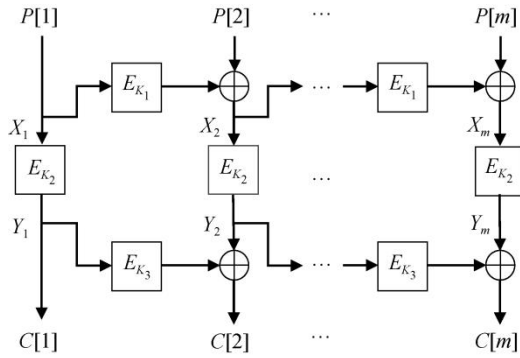 P[1] P[2] ... P[m]
E_{K_1} ... E_{K_1}
X_1 X_2 X_m
E_{K_2} E_{K_2} ... E_{K_2}
Y_1 Y_2 Y_m
E_{K_3} ... E_{K_3}
C[1] C[2] ... C[m]